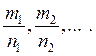 m₁/n₁, m₂/n₂, ...